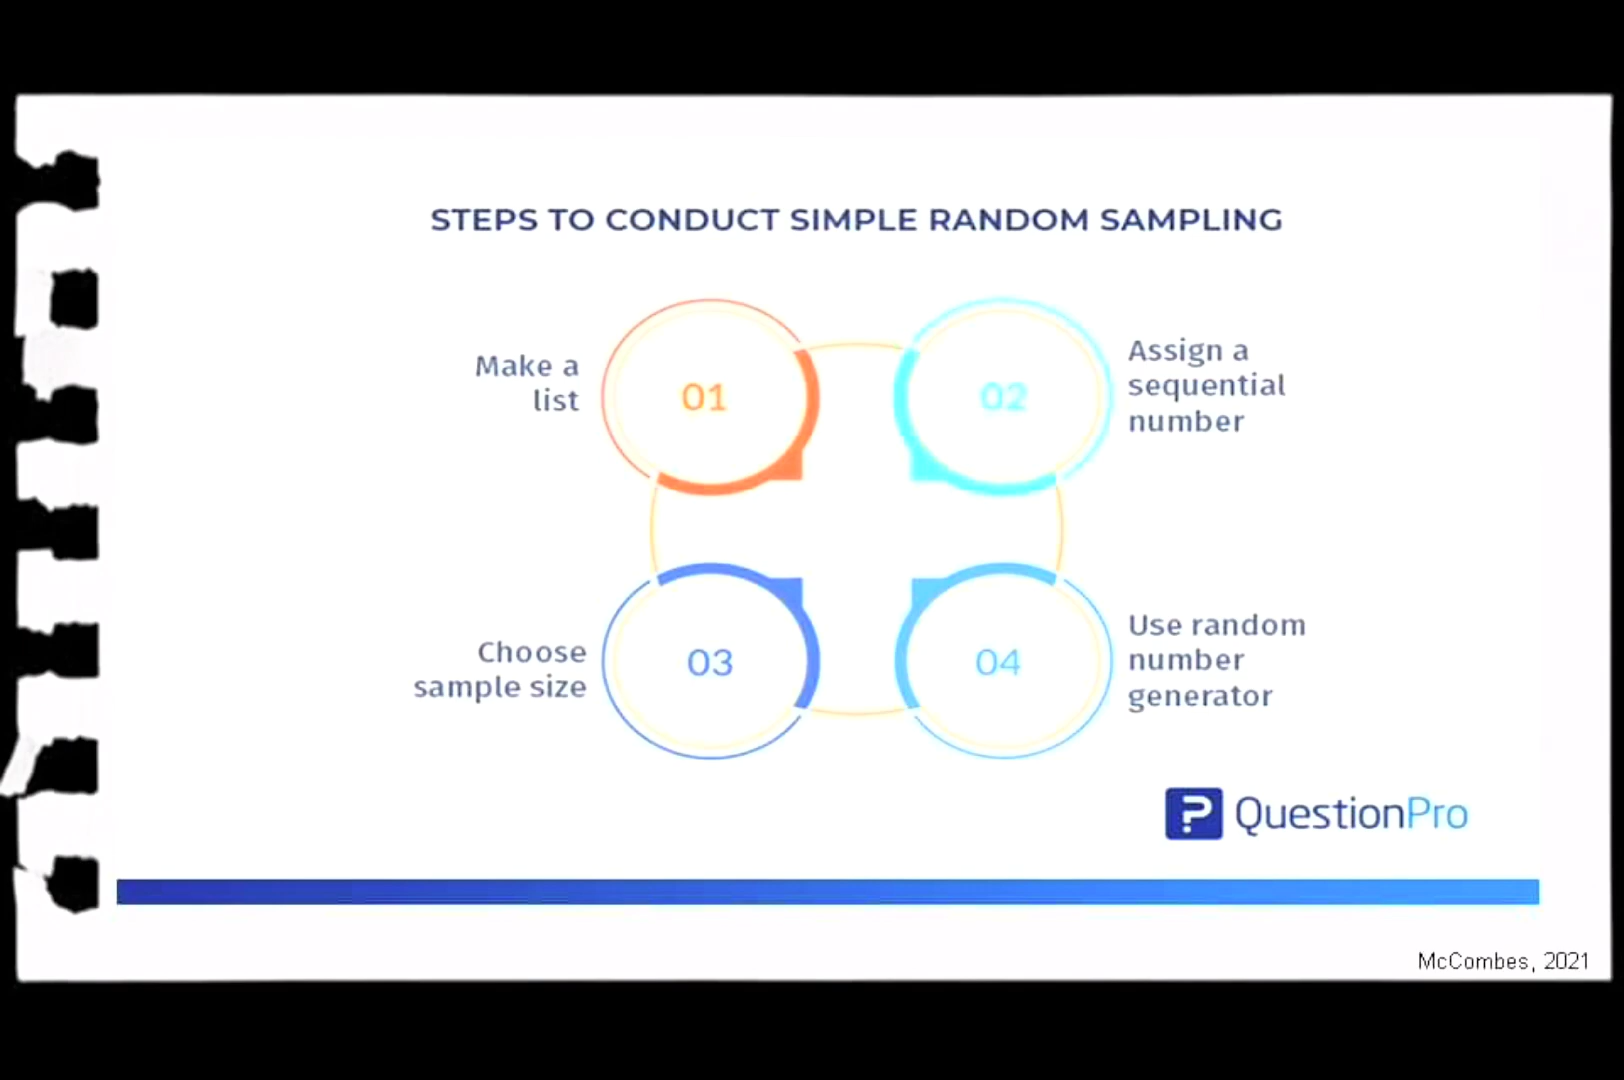 STEPS TO CONDUCT SIMPLE RANDOM SAMPLING
Make a
list
01
02
Assign a
sequential
number
Choose
sample size
03
04
Use random
number
generator
QuestionPro
McCombes, 2021